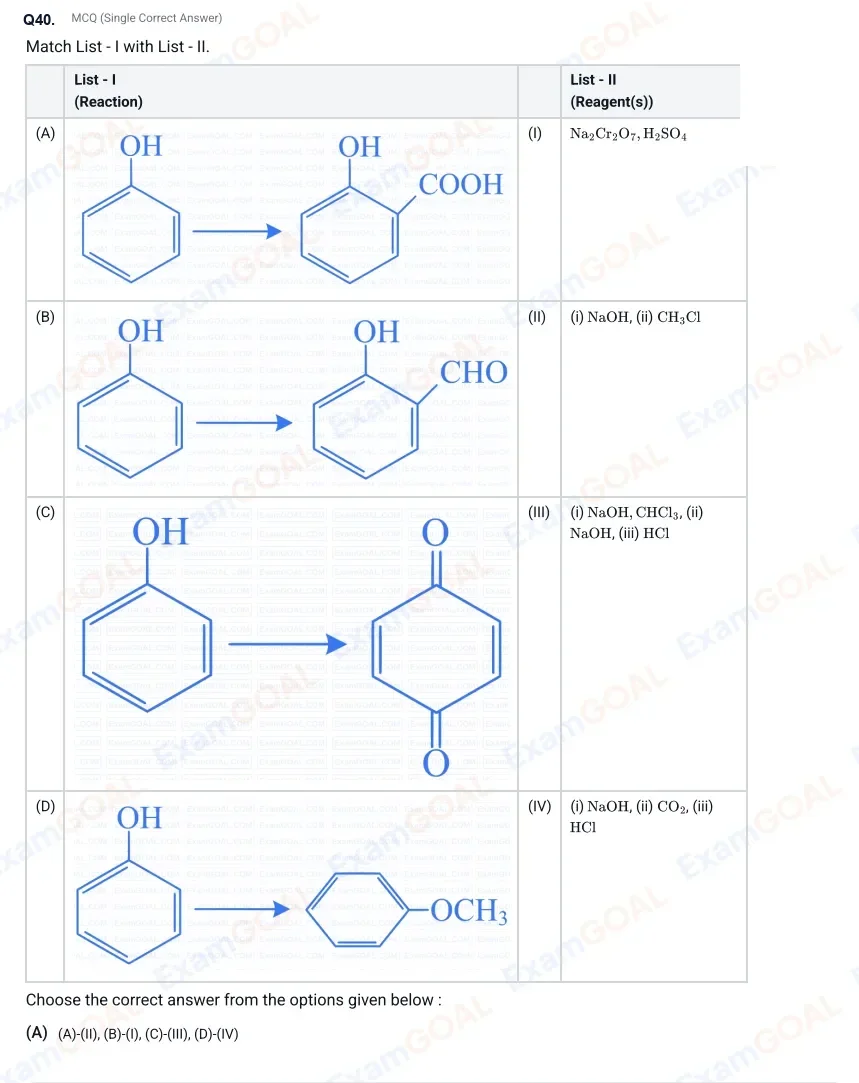 Q40. MCQ (Single Correct Answer)
Match List - I with List - II.
List - I List - II
(Reaction) (Reagent(s))
(A) (I) Na₂Cr₂O₇, H₂SO₄
OH OH
COOH
(B) (II) (i) NaOH, (ii) CH₃Cl
OH OH
CHO
(C) (III) (i) NaOH, CHCl₃, (ii)
NaOH, (iii) HCl
OH O
O
(D) (IV) (i) NaOH, (ii) CO₂, (iii)
HCl
OH
OCH₃
Choose the correct answer from the options given below :
(A) (A)-(II), (B)-(I), (C)-(III), (D)-(IV)
ExamGOAL